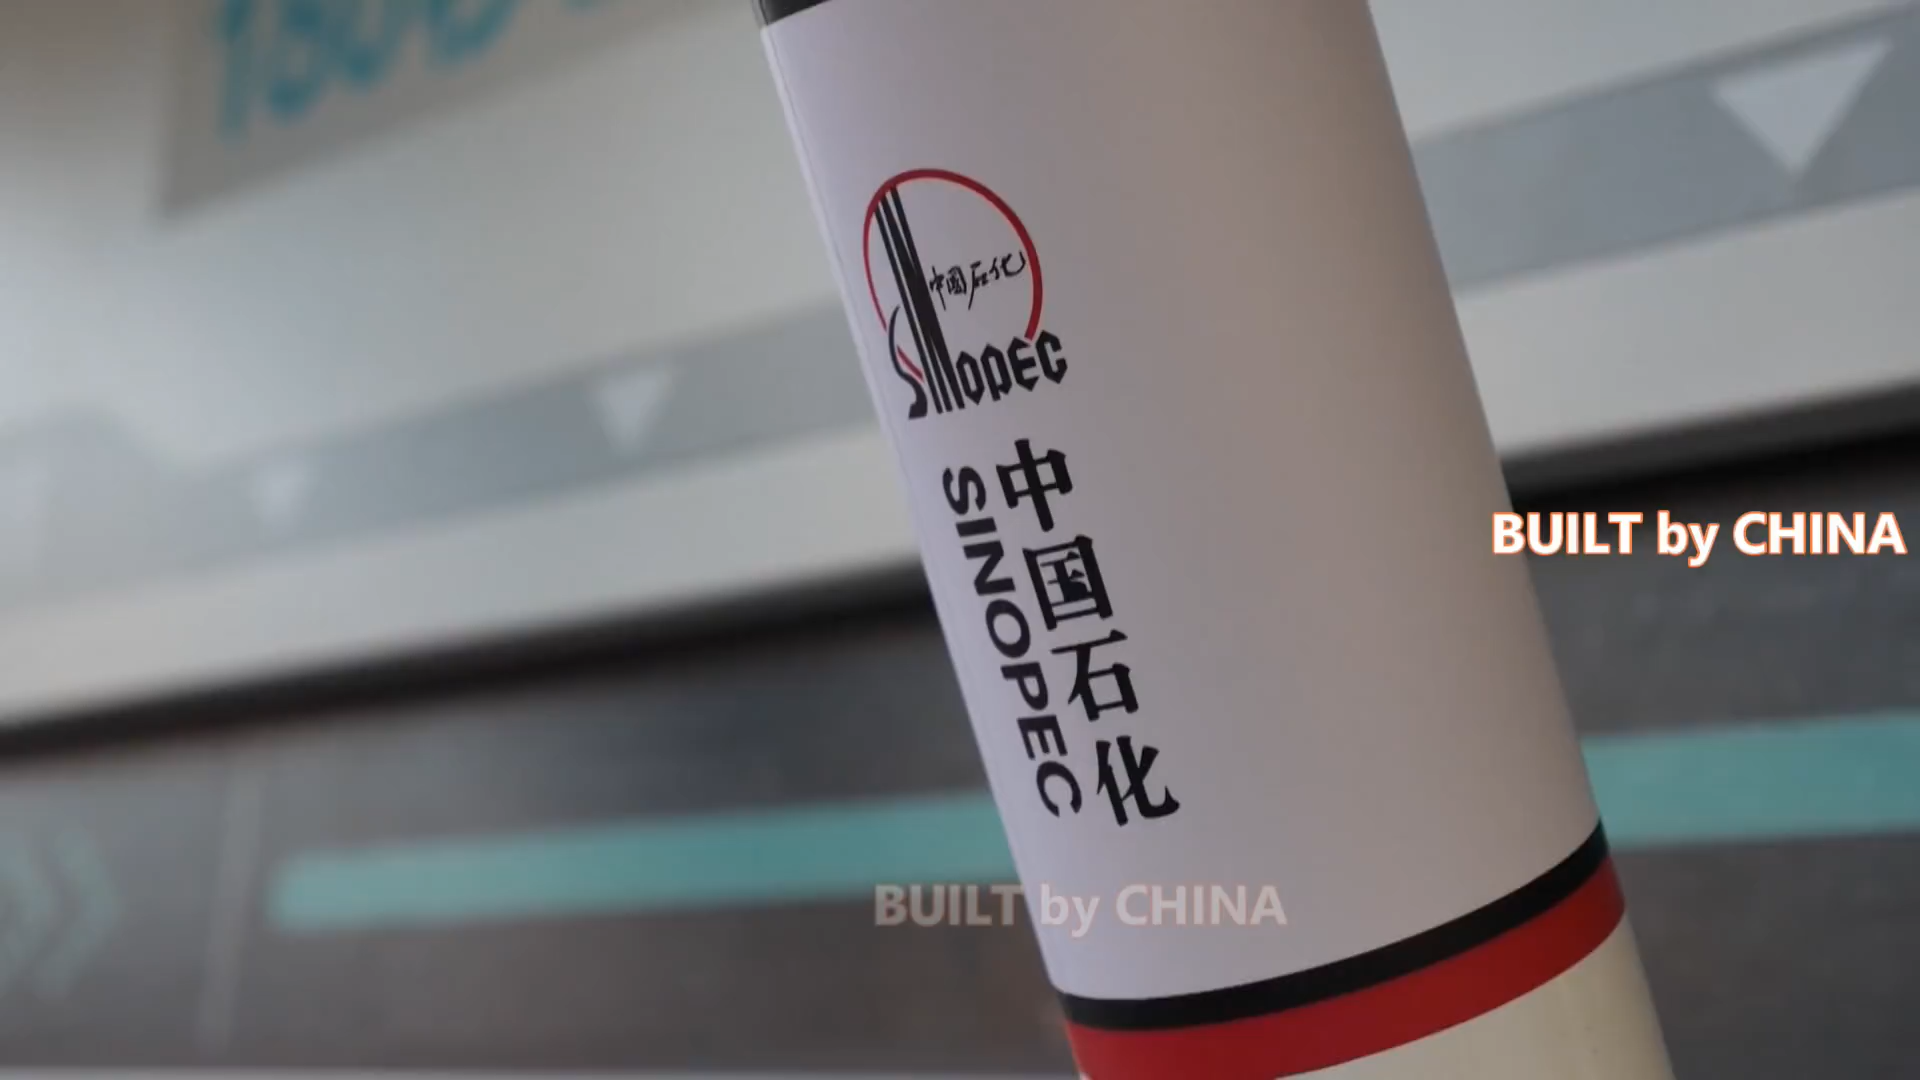 中国石化
SINOPEC
中国石化
SINOPEC
BUILT by CHINA
BUILT by CHINA